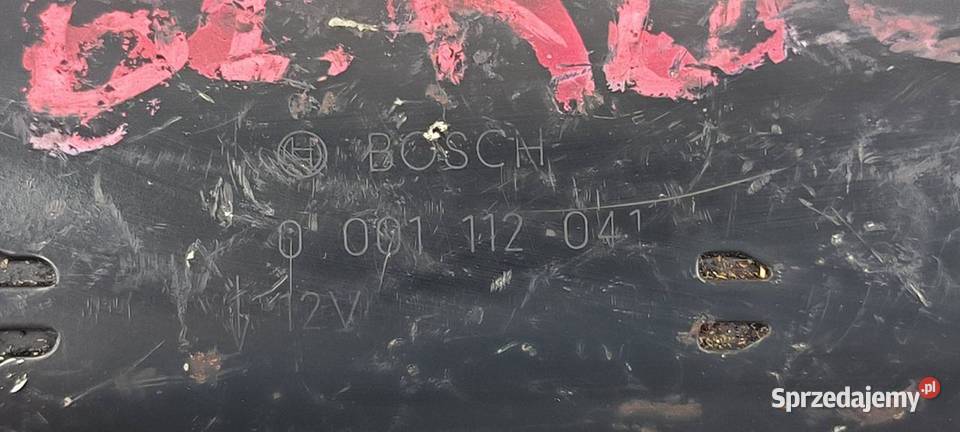 BOSCH
0 001 112 041
12V
Sprzedajemy.pl